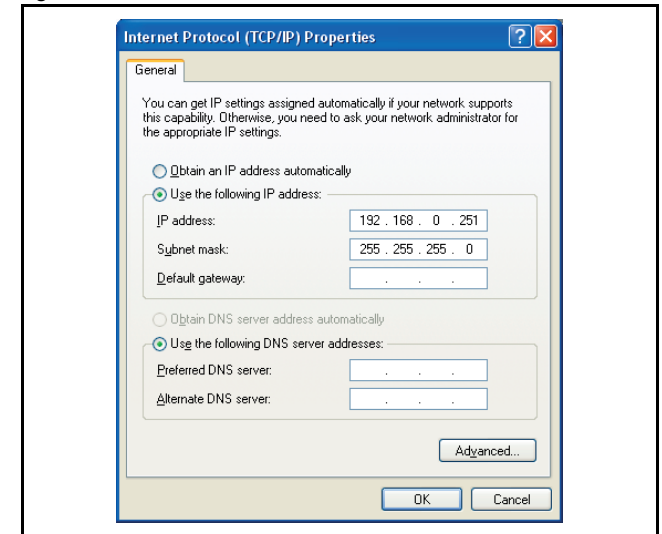 Internet Protocol (TCP/IP) Properties
General
You can get IP settings assigned automatically if your network supports
this capability. Otherwise, you need to ask your network administrator for
the appropriate IP settings.
Obtain an IP address automatically
Use the following IP address:
IP address: 192 . 168 . 0 . 251
Subnet mask: 255 . 255 . 255 . 0
Default gateway: . . .
Obtain DNS server address automatically
Use the following DNS server addresses:
Preferred DNS server: . . .
Alternate DNS server: . . .
Advanced...
OK Cancel